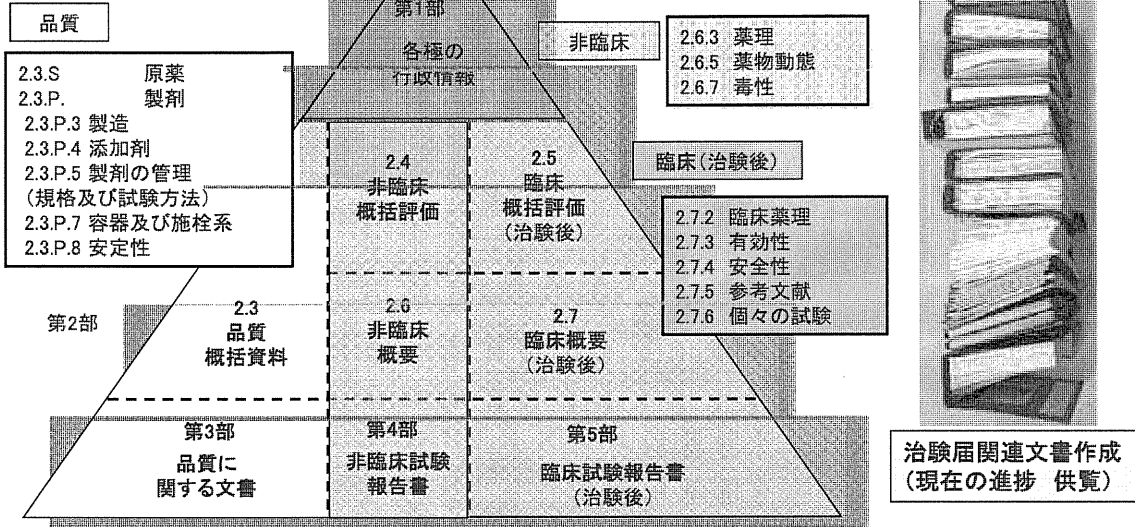 品質
第1部
各極の
行政情報
非臨床
2.6.3 薬理
2.6.5 薬物動態
2.6.7 毒性
2.3.S 原薬
2.3.P. 製剤
2.3.P.3 製造
2.3.P.4 添加剤
2.3.P.5 製剤の管理
(規格及び試験方法)
2.3.P.7 容器及び施栓系
2.3.P.8 安定性
2.4
非臨床
概括評価
2.5
臨床
概括評価
(治験後)
臨床(治験後)
2.7.2 臨床薬理
2.7.3 有効性
2.7.4 安全性
2.7.5 参考文献
2.7.6 個々の試験
第2部
2.3
品質
概括資料
2.6
非臨床
概要
2.7
臨床概要
(治験後)
第3部
品質に
関する文書
第4部
非臨床試験
報告書
第5部
臨床試験報告書
(治験後)
治験届関連文書作成
(現在の進捗 供覧)